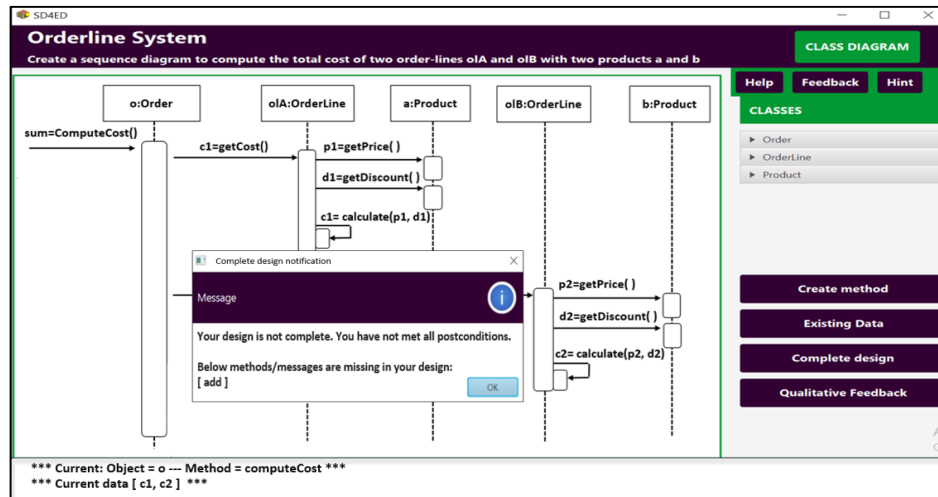 SD4ED
Orderline System
Create a sequence diagram to compute the total cost of two order-lines olA and olB with two products a and b
CLASS DIAGRAM
Help Feedback Hint
CLASSES
Order
OrderLine
Product
o:Order olA:OrderLine a:Product olB:OrderLine b:Product
sum=ComputeCost()
c1=getCost() p1=getPrice( )
d1=getDiscount( )
c1= calculate(p1, d1)
Complete design notification
Message
Your design is not complete. You have not met all postconditions.
Below methods/messages are missing in your design:
[ add ]
OK
p2=getPrice( )
d2=getDiscount( )
c2= calculate(p2, d2)
Create method
Existing Data
Complete design
Qualitative Feedback
*** Current: Object = o --- Method = computeCost ***
*** Current data [ c1, c2 ] ***